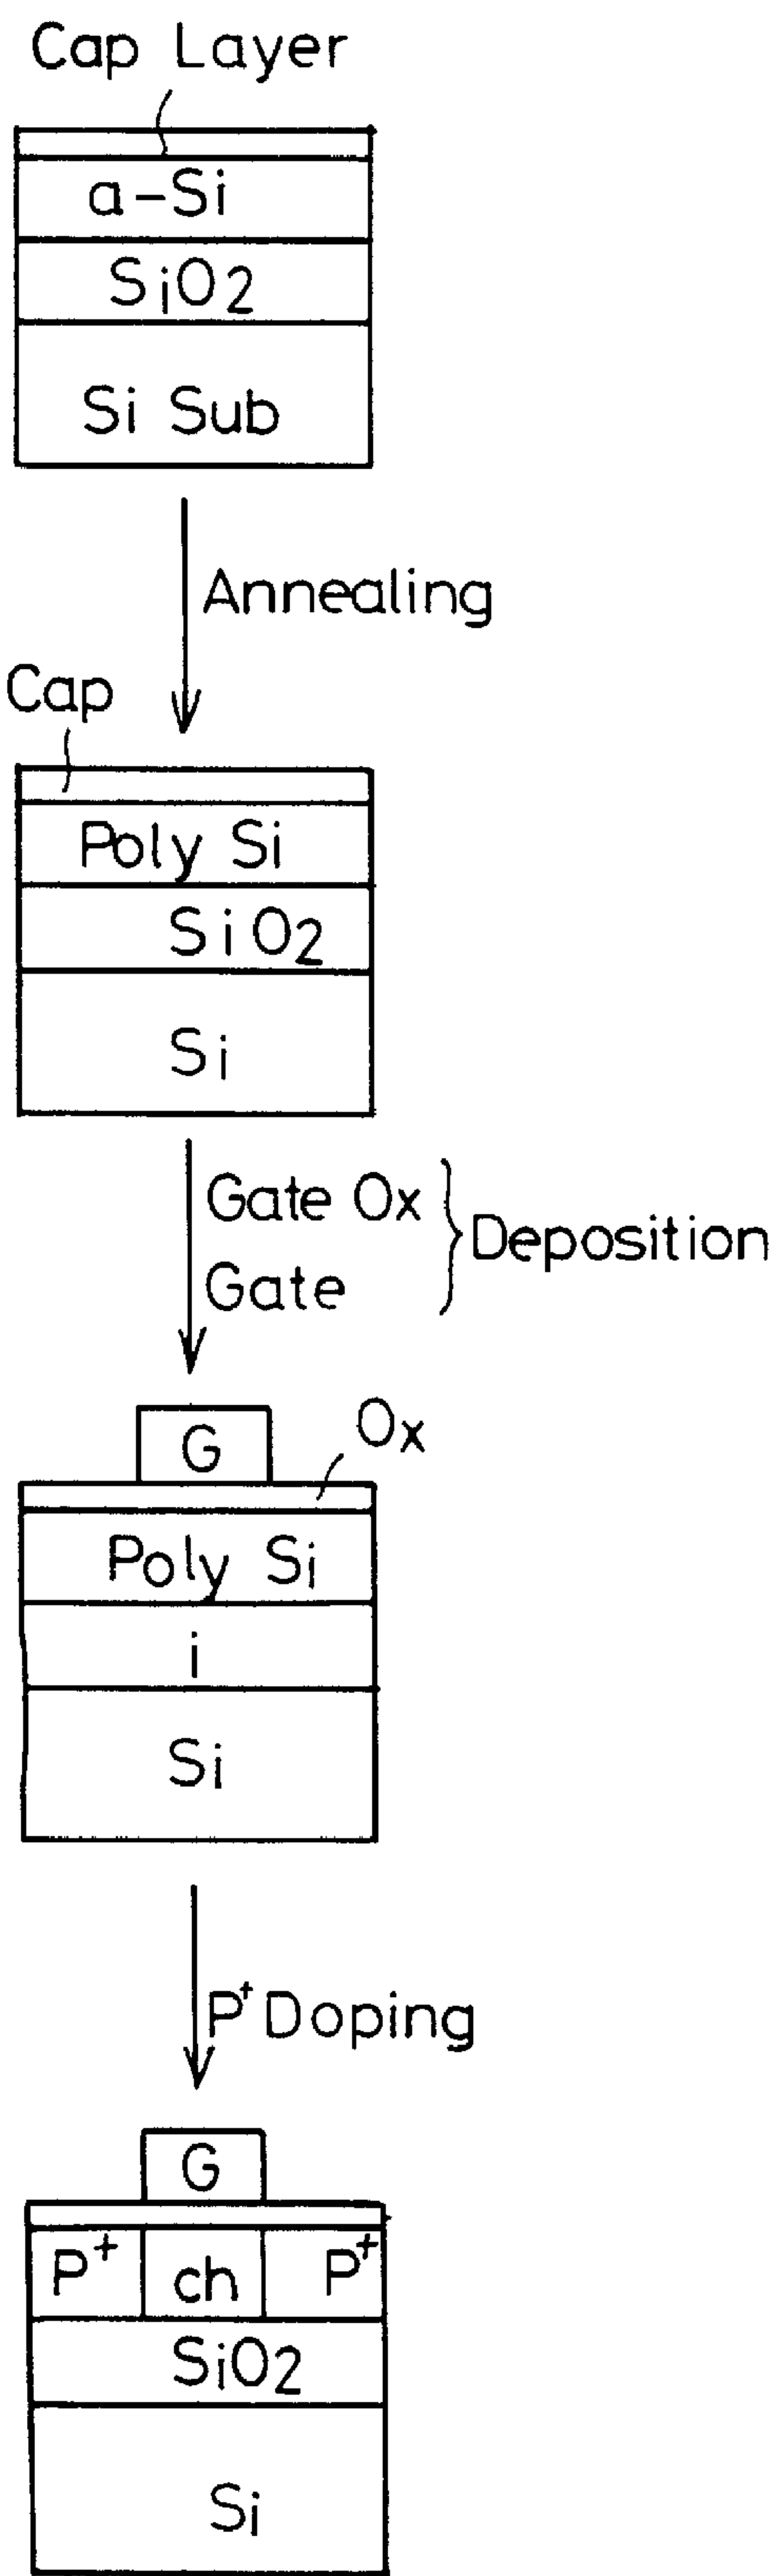 Cap Layer
a-Si
SiO2
Si Sub
Annealing
Cap
Poly Si
SiO2
Si
Gate Ox
Gate
Deposition
G
Ox
Poly Si
i
Si
P+ Doping
G
P+ ch P+
SiO2
Si